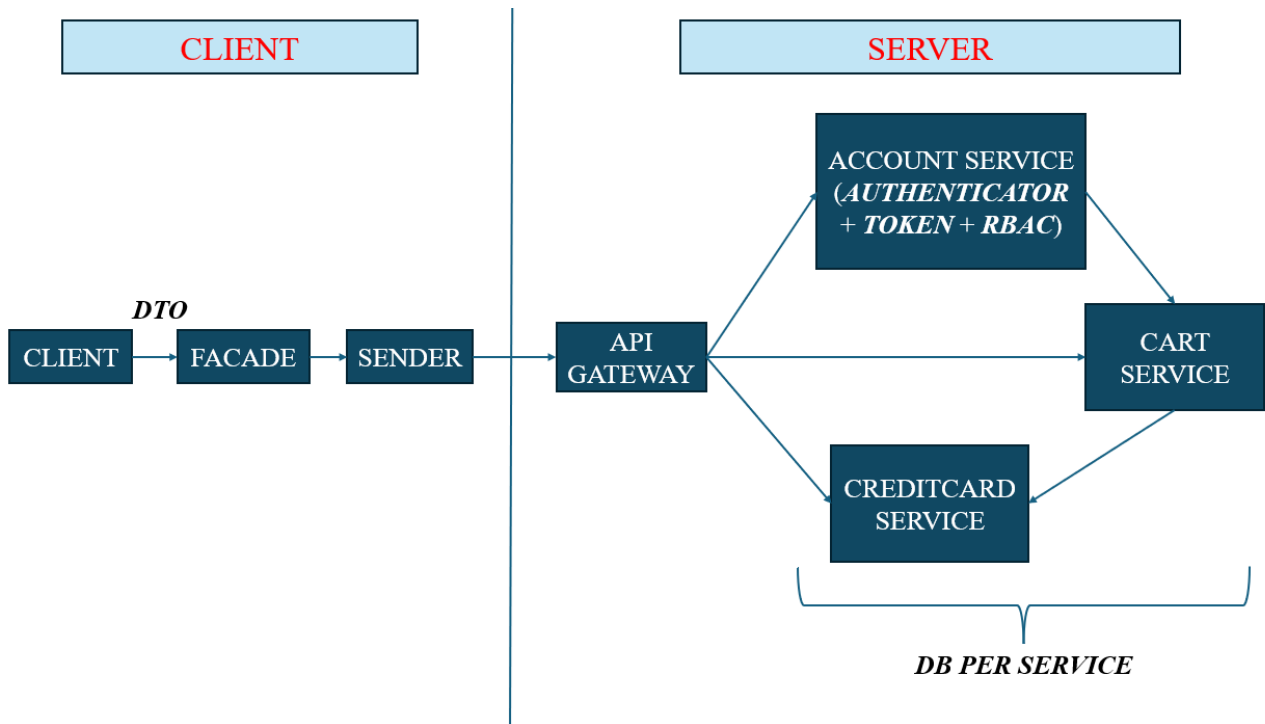 CLIENT
SERVER
ACCOUNT SERVICE
(AUTHENTICATOR
+ TOKEN + RBAC)
DTO
CLIENT
FACADE
SENDER
API
GATEWAY
CART
SERVICE
CREDITCARD
SERVICE
DB PER SERVICE